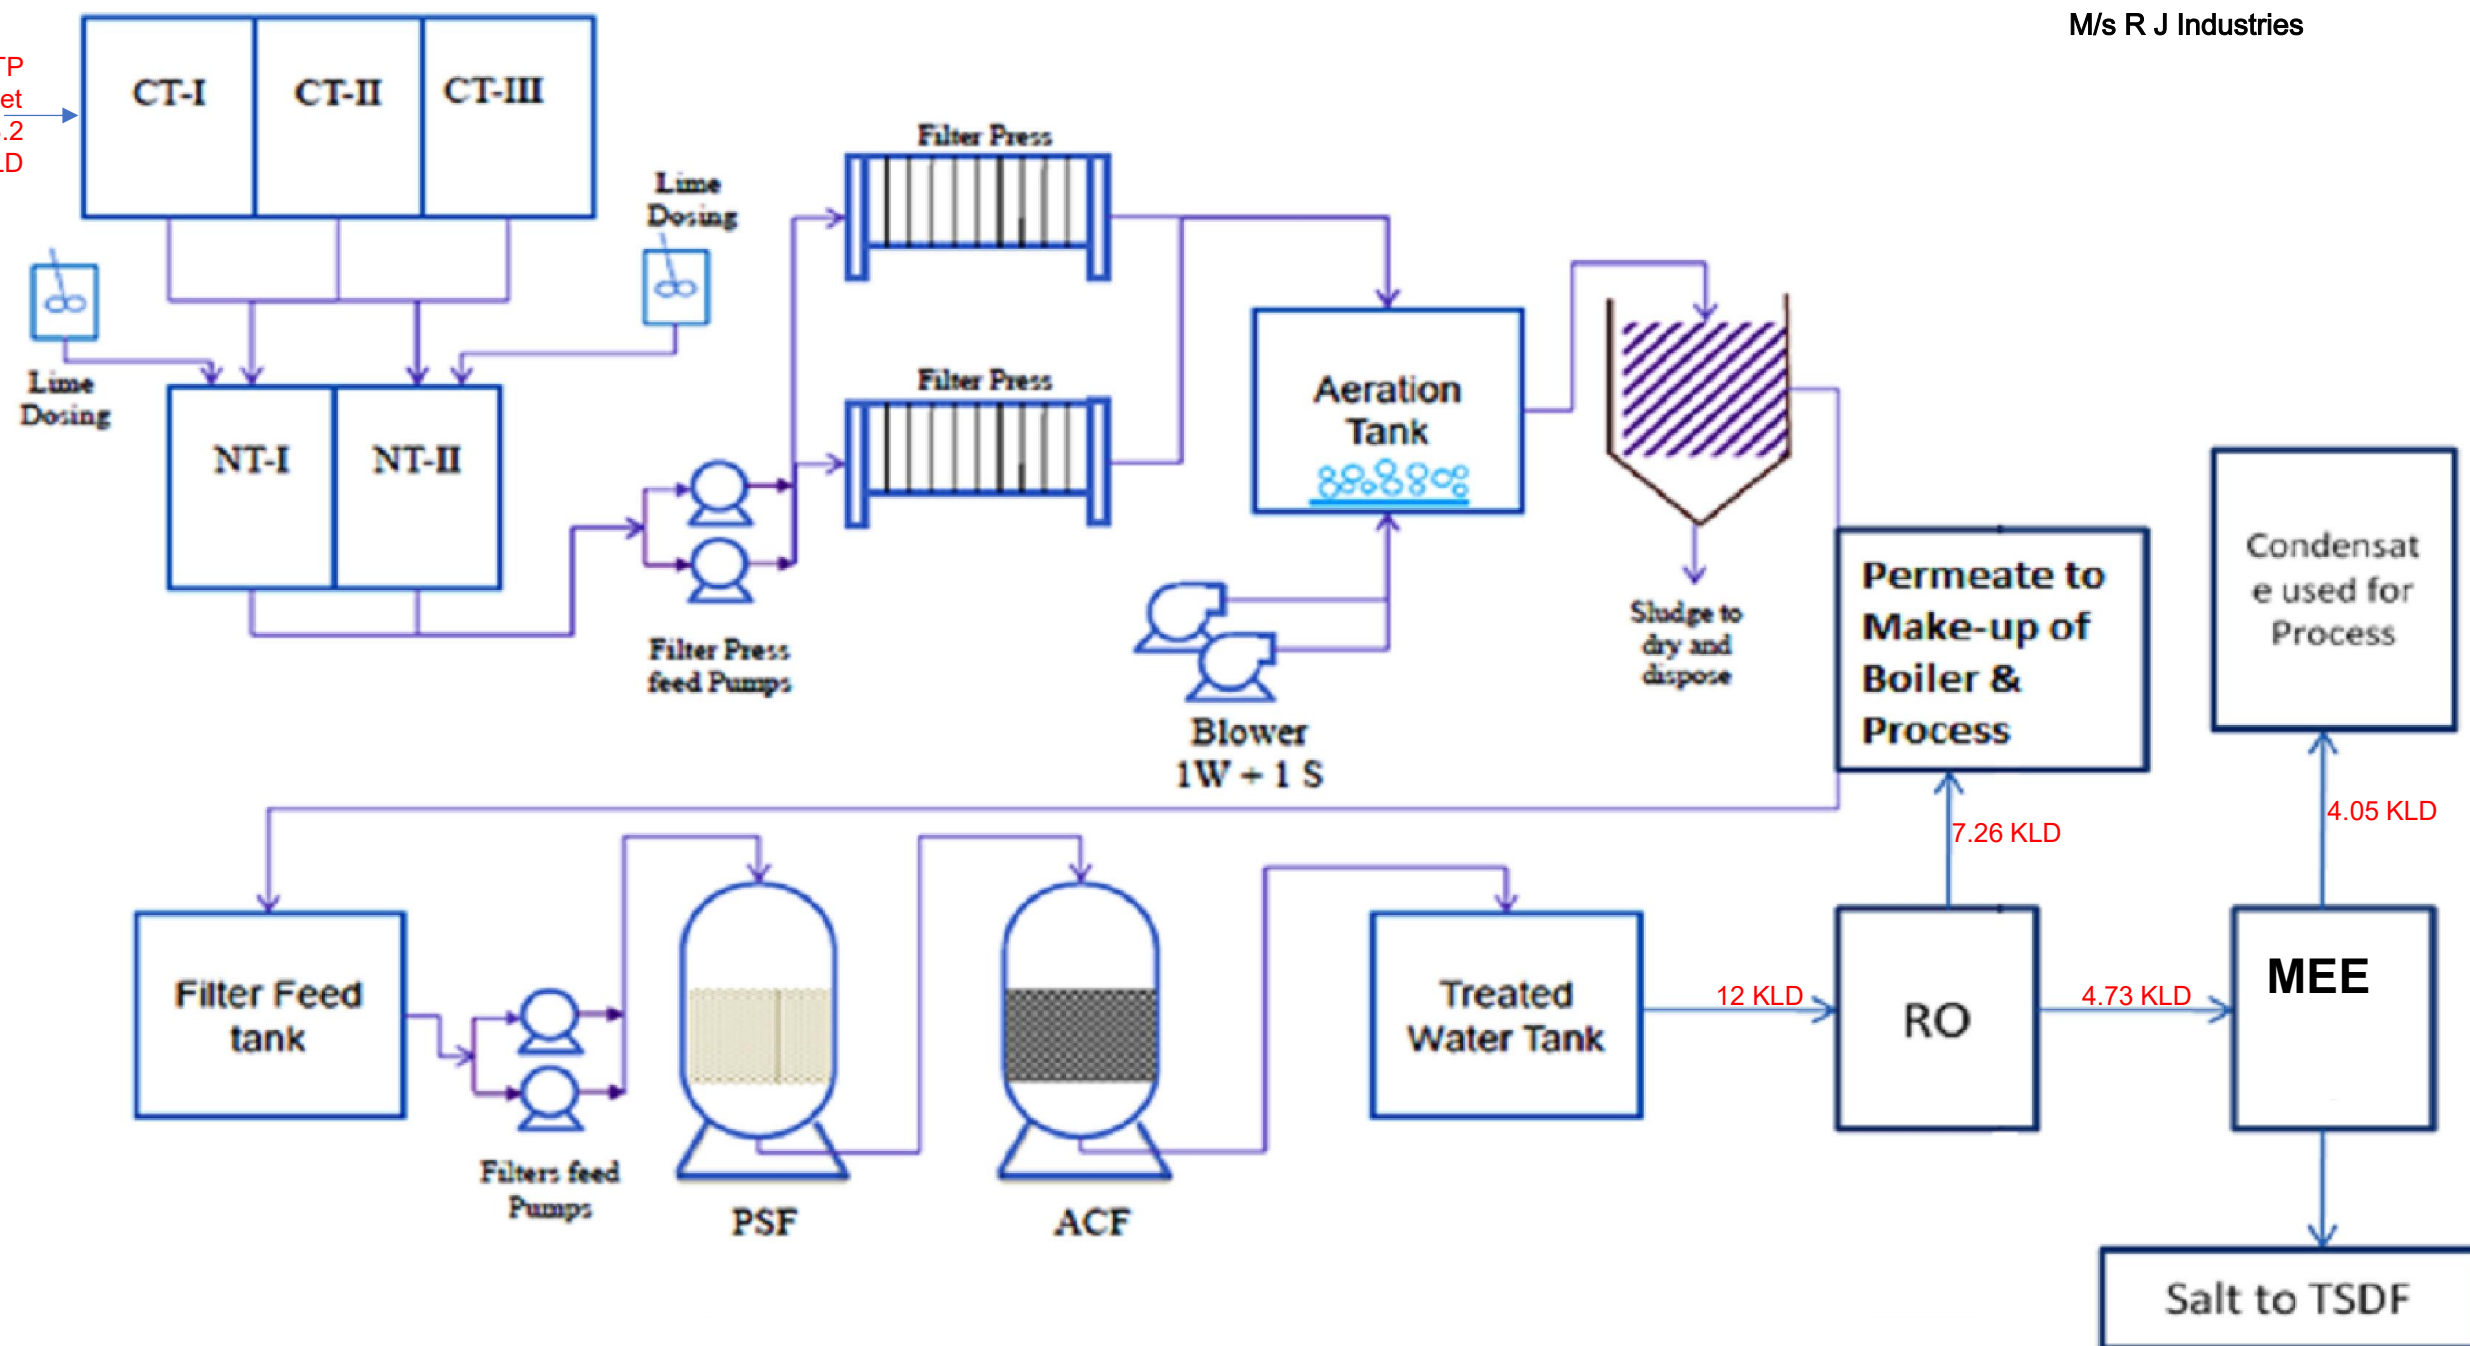 M/s R J Industries
TP
et
.2
LD
CT-I
CT-II
CT-III
Lime
Dosing
Lime
Dosing
NT-I
NT-II
Filter Press
Filter Press
Filter Press
feed Pumps
Aeration
Tank
Blower
1W + 1 S
Sludge to
dry and
dispose
Permeate to
Make-up of
Boiler &
Process
Condensat
e used for
Process
7.26 KLD
4.05 KLD
Filter Feed
tank
Filters feed
Pumps
PSF
ACF
Treated
Water Tank
12 KLD
RO
4.73 KLD
MEE
Salt to TSDF